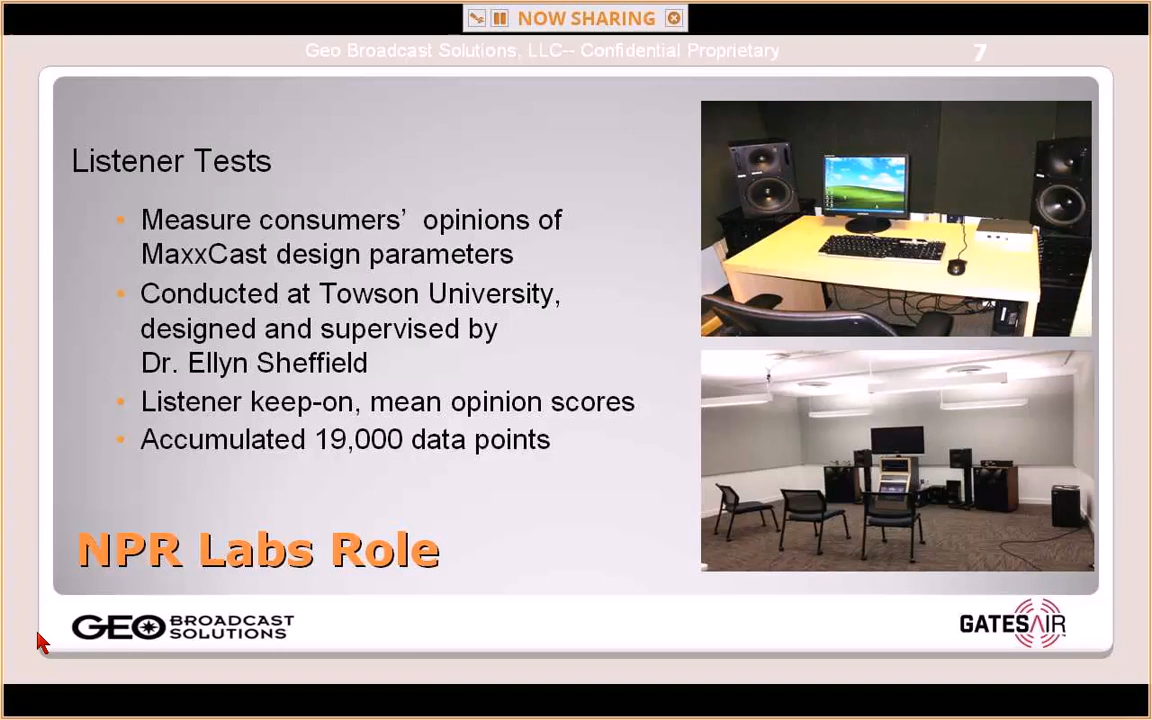 NOW SHARING
Geo Broadcast Solutions, LLC-- Confidential Proprietary
7
Listener Tests
• Measure consumers’ opinions of
MaxxCast design parameters
• Conducted at Towson University,
designed and supervised by
Dr. Ellyn Sheffield
• Listener keep-on, mean opinion scores
• Accumulated 19,000 data points
NPR Labs Role
GEO BROADCAST
SOLUTIONS
GATESAIR